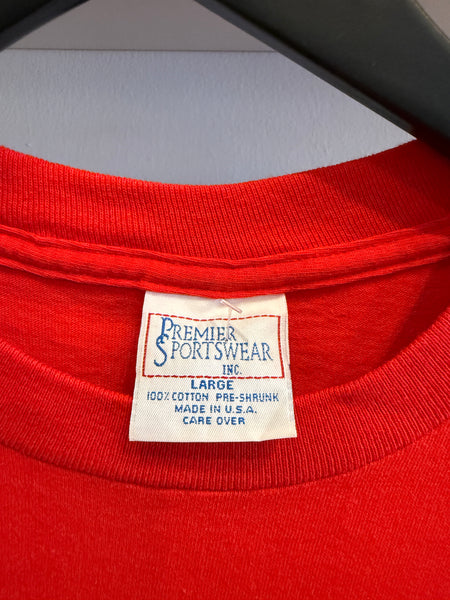 PREMIER
SPORTSWEAR
INC.
LARGE
100% COTTON PRE-SHRUNK
MADE IN U.S.A.
CARE OVER